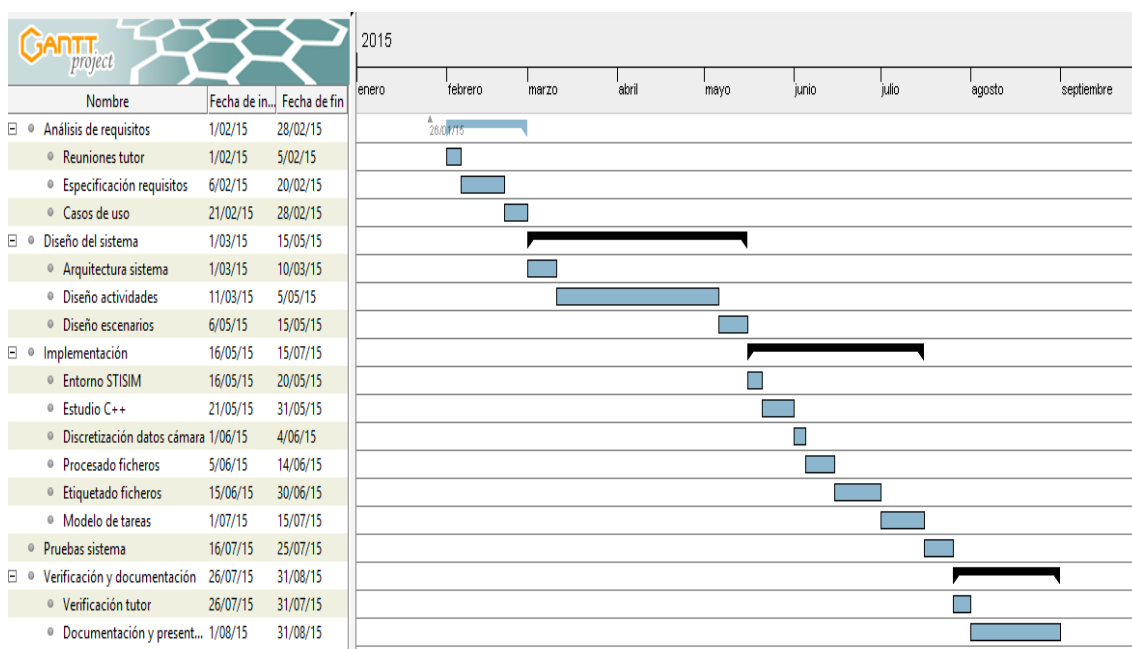 GANTT
project
2015
enero febrero marzo abril mayo junio julio agosto septiembre
Nombre Fecha de in... Fecha de fin
Análisis de requisitos 1/02/15 28/02/15
26/01/15
Reuniones tutor 1/02/15 5/02/15
Especificación requisitos 6/02/15 20/02/15
Casos de uso 21/02/15 28/02/15
Diseño del sistema 1/03/15 15/05/15
Arquitectura sistema 1/03/15 10/03/15
Diseño actividades 11/03/15 5/05/15
Diseño escenarios 6/05/15 15/05/15
Implementación 16/05/15 15/07/15
Entorno STISIM 16/05/15 20/05/15
Estudio C++ 21/05/15 31/05/15
Discretización datos cámara 1/06/15 4/06/15
Procesado ficheros 5/06/15 14/06/15
Etiquetado ficheros 15/06/15 30/06/15
Modelo de tareas 1/07/15 15/07/15
Pruebas sistema 16/07/15 25/07/15
Verificación y documentación 26/07/15 31/08/15
Verificación tutor 26/07/15 31/07/15
Documentación y present... 1/08/15 31/08/15